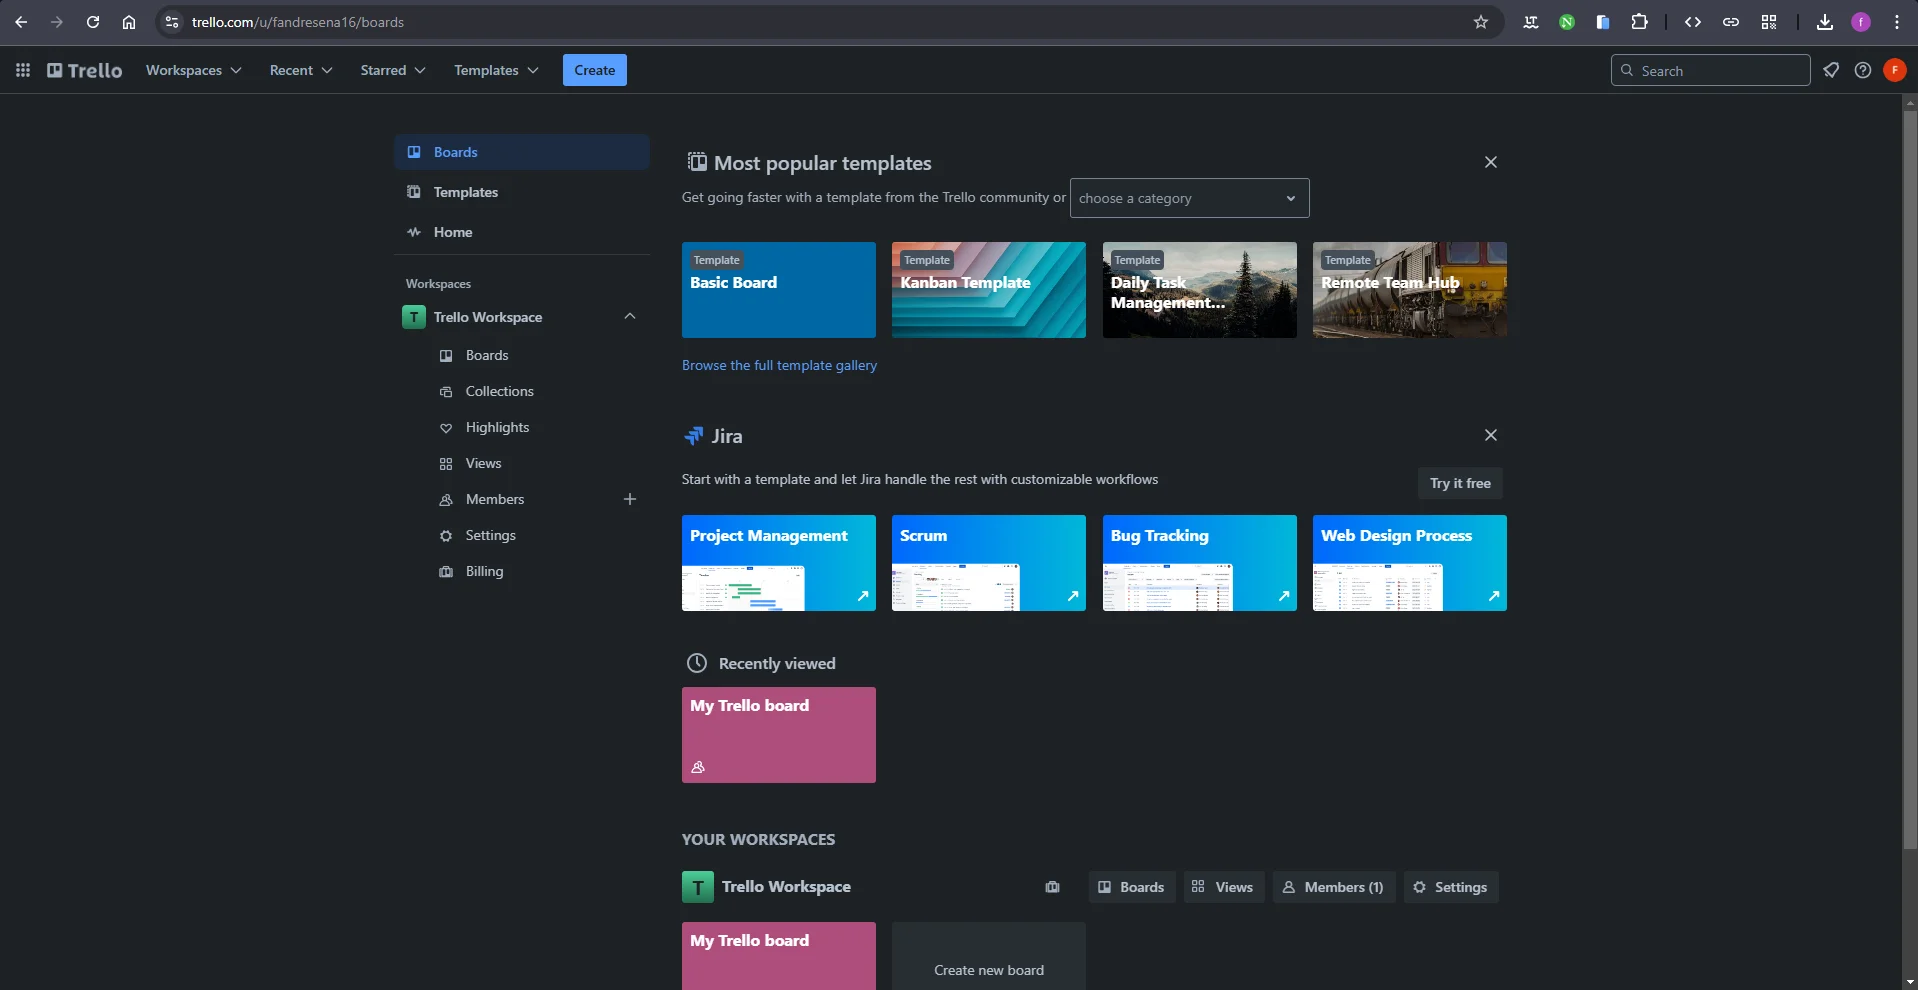 trello.com/u/fandresena16/boards
f
Trello
Workspaces
Recent
Starred
Templates
Create
Search
F
Boards
Templates
Home
Workspaces
T
Trello Workspace
Boards
Collections
Highlights
Views
Members
Settings
Billing
Most popular templates
Get going faster with a template from the Trello community or
choose a category
Template
Basic Board
Template
Kanban Template
Template
Daily Task
Management...
Template
Remote Team Hub
Browse the full template gallery
Jira
Start with a template and let Jira handle the rest with customizable workflows
Try it free
Project Management
Scrum
Bug Tracking
Web Design Process
Recently viewed
My Trello board
YOUR WORKSPACES
T
Trello Workspace
Boards
Views
Members (1)
Settings
My Trello board
Create new board